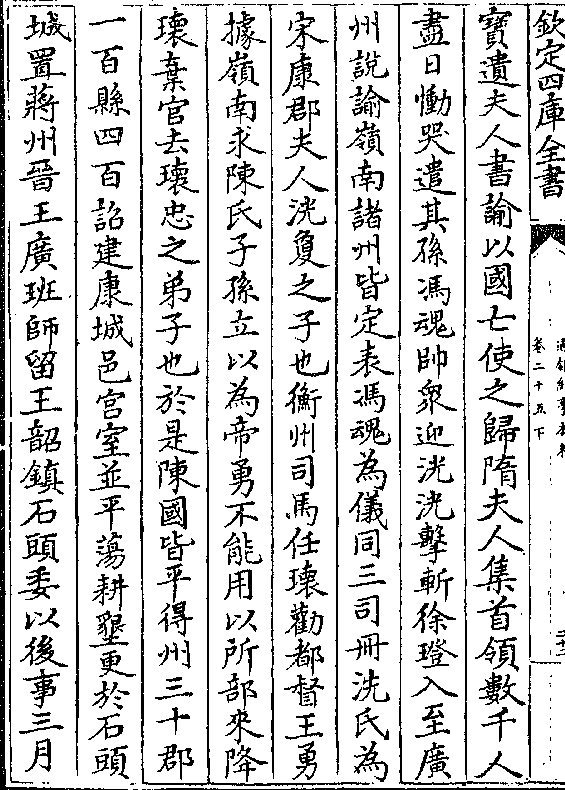 欽定四庫全書
通鑑紀事本末
卷二十五下
寶遺夫人書諭以國亡使之歸隋夫人集首領數千人
盡日慟哭遣其孫馮魂帥衆迎洸洸擊斬徐璒入至廣
州說諭嶺南諸州皆定表馮魂為儀同三司冊洗氏為
宋康郡夫人洸敻之子也衡州司馬任瓌勸都督王勇
據嶺南求陳氏子孫立以為帝勇不能用以所部來降
瓌棄官去瓌忠之弟子也於是陳國皆平得州三十郡
一百縣四百詔建康城邑宫室並平蕩耕墾更於石頭
城置蔣州晉王廣班師留王韶鎮石頭委以後事三月